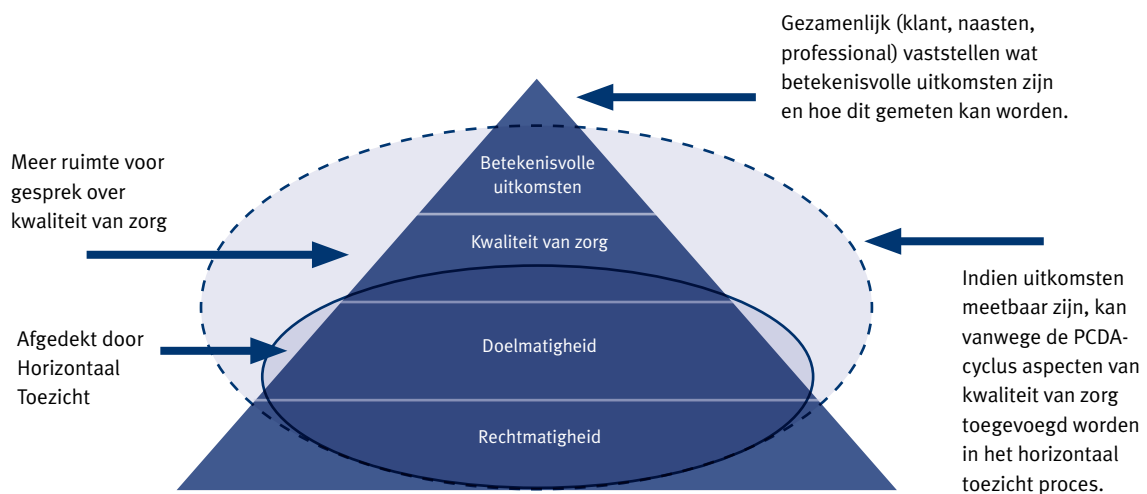 Gezamenlijk (klant, naasten,
professional) vaststellen wat
betekenisvolle uitkomsten zijn
en hoe dit gemeten kan worden.
Meer ruimte voor
gesprek over
kwaliteit van zorg
Betekenisvolle
uitkomsten
Kwaliteit van zorg
Indien uitkomsten
meetbaar zijn, kan
vanwege de PCDA-
cyclus aspecten van
kwaliteit van zorg
toegevoegd worden
in het horizontaal
toezicht proces.
Afgedekt door
Horizontaal
Toezicht
Doelmatigheid
Rechtmatigheid